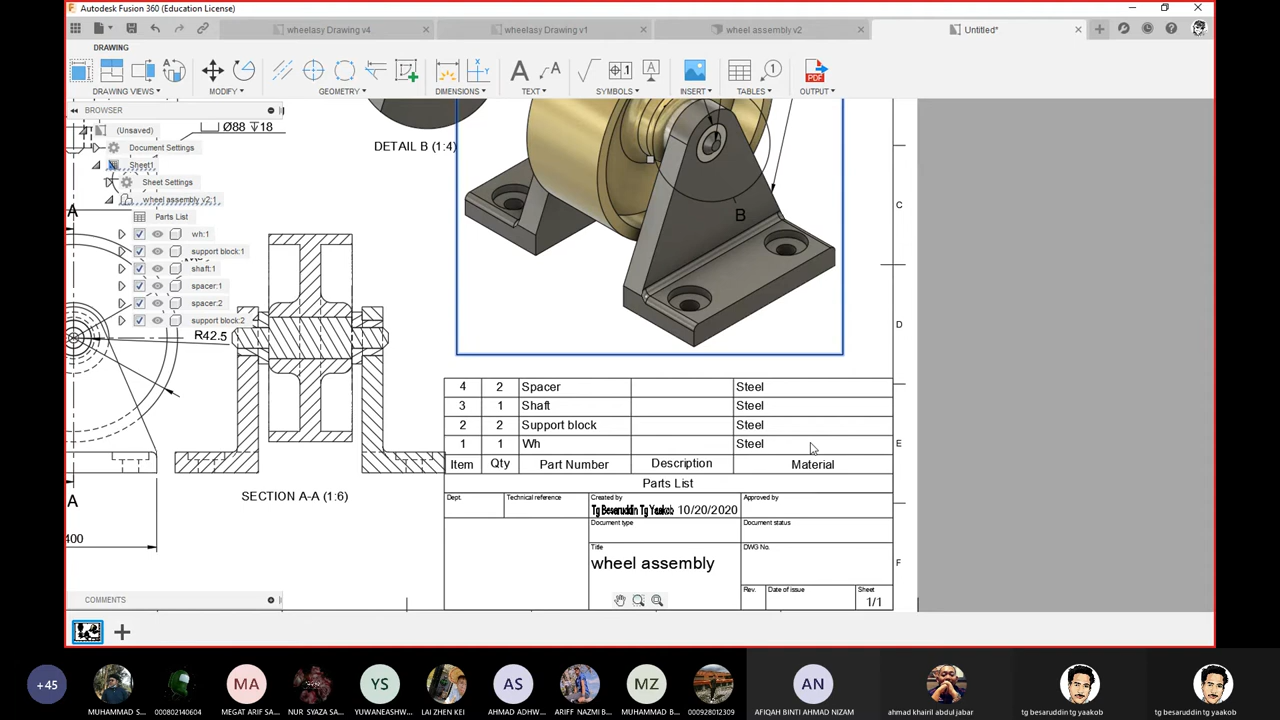 Autodesk Fusion 360 (Education License)
wheelasy Drawing v4
wheelasy Drawing v1
wheel assembly v2
Untitled*
DRAWING
DRAWING VIEWS
MODIFY
GEOMETRY
DIMENSIONS
TEXT
SYMBOLS
INSERT
TABLES
OUTPUT
PDF
BROWSER
(Unsaved)
Document Settings
Sheet1
Sheet Settings
wheel assembly v2:1
Parts List
wh:1
support block:1
shaft:1
spacer:1
spacer:2
support block:2
Ø88 ↧18
DETAIL B (1:4)
B
C
D
E
F
A
R42.5
A
400
SECTION A-A (1:6)
4 2 Spacer Steel
3 1 Shaft Steel
2 2 Support block Steel
1 1 Wh Steel
Item Qty Part Number Description Material
Parts List
Dept. Technical reference Created by Approved by
Tg Besaruddin Tg Yaakob 10/20/2020
Document type Document status
Title DWG No.
wheel assembly
Rev. Date of issue Sheet
1/1
COMMENTS
+45
MA
YS
AS
MZ
AN
MUHAMMAD S...
000802140604
MEGAT ARIF SA...
NUR SYAZA SA...
YUWANEASHW...
LAI ZHEN KEI
AHMAD ADHW...
ARIFF NAZMI B...
MUHAMMAD B...
000928012309
AFIQAH BINTI AHMAD NIZAM
ahmad khairil abdul jabar
tg besaruddin tg yaakob
tg besaruddin tg yaakob